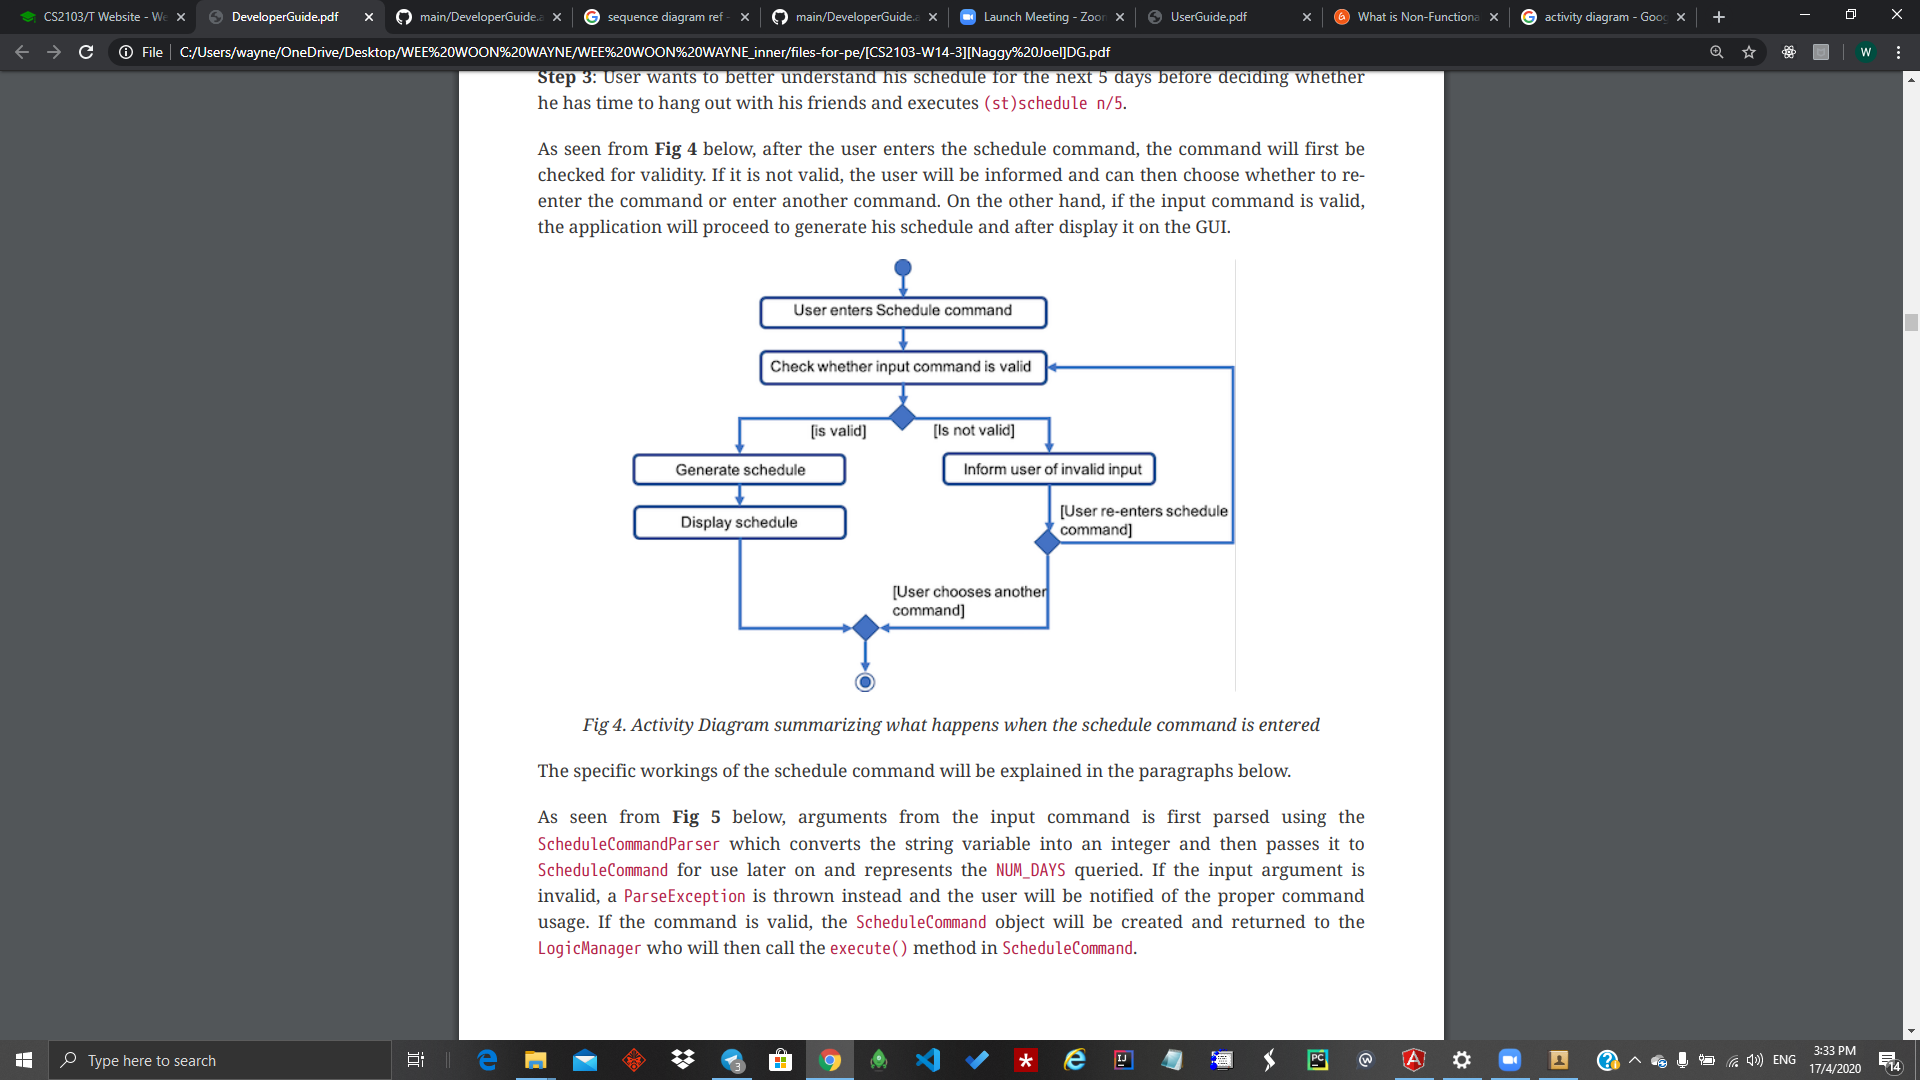 CS2103/T Website - We
DeveloperGuide.pdf
main/DeveloperGuide.a
sequence diagram ref -
main/DeveloperGuide.a
Launch Meeting - Zoom
UserGuide.pdf
What is Non-Functiona
activity diagram - Goog
File
C:/Users/wayne/OneDrive/Desktop/WEE%20WOON%20WAYNE/WEE%20WOON%20WAYNE_inner/files-for-pe/[CS2103-W14-3][Naggy%20Joel]DG.pdf
W
Step 3: User wants to better understand his schedule for the next 5 days before deciding whether
he has time to hang out with his friends and executes (st)schedule n/5.
As seen from Fig 4 below, after the user enters the schedule command, the command will first be
checked for validity. If it is not valid, the user will be informed and can then choose whether to re-
enter the command or enter another command. On the other hand, if the input command is valid,
the application will proceed to generate his schedule and after display it on the GUI.
User enters Schedule command
Check whether input command is valid
[is valid]
[Is not valid]
Generate schedule
Inform user of invalid input
Display schedule
[User re-enters schedule
command]
[User chooses another
command]
Fig 4. Activity Diagram summarizing what happens when the schedule command is entered
The specific workings of the schedule command will be explained in the paragraphs below.
As seen from Fig 5 below, arguments from the input command is first parsed using the
ScheduleCommandParser which converts the string variable into an integer and then passes it to
ScheduleCommand for use later on and represents the NUM_DAYS queried. If the input argument is
invalid, a ParseException is thrown instead and the user will be notified of the proper command
usage. If the command is valid, the ScheduleCommand object will be created and returned to the
LogicManager who will then call the execute() method in ScheduleCommand.
Type here to search
3
IJ
PC
ENG
3:33 PM
17/4/2020
14